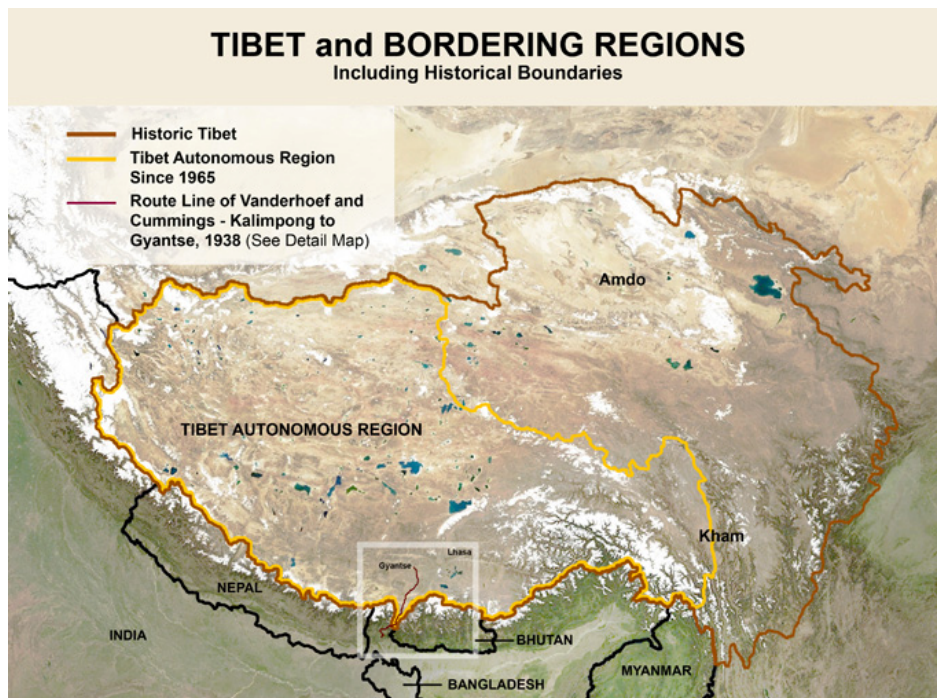 TIBET and BORDERING REGIONS
Including Historical Boundaries
Historic Tibet
Tibet Autonomous Region
Since 1965
Route Line of Vanderhoef and
Cummings - Kalimpong to
Gyantse, 1938 (See Detail Map)
Amdo
TIBET AUTONOMOUS REGION
Kham
Lhasa
Gyantse
NEPAL
INDIA
BHUTAN
MYANMAR
BANGLADESH